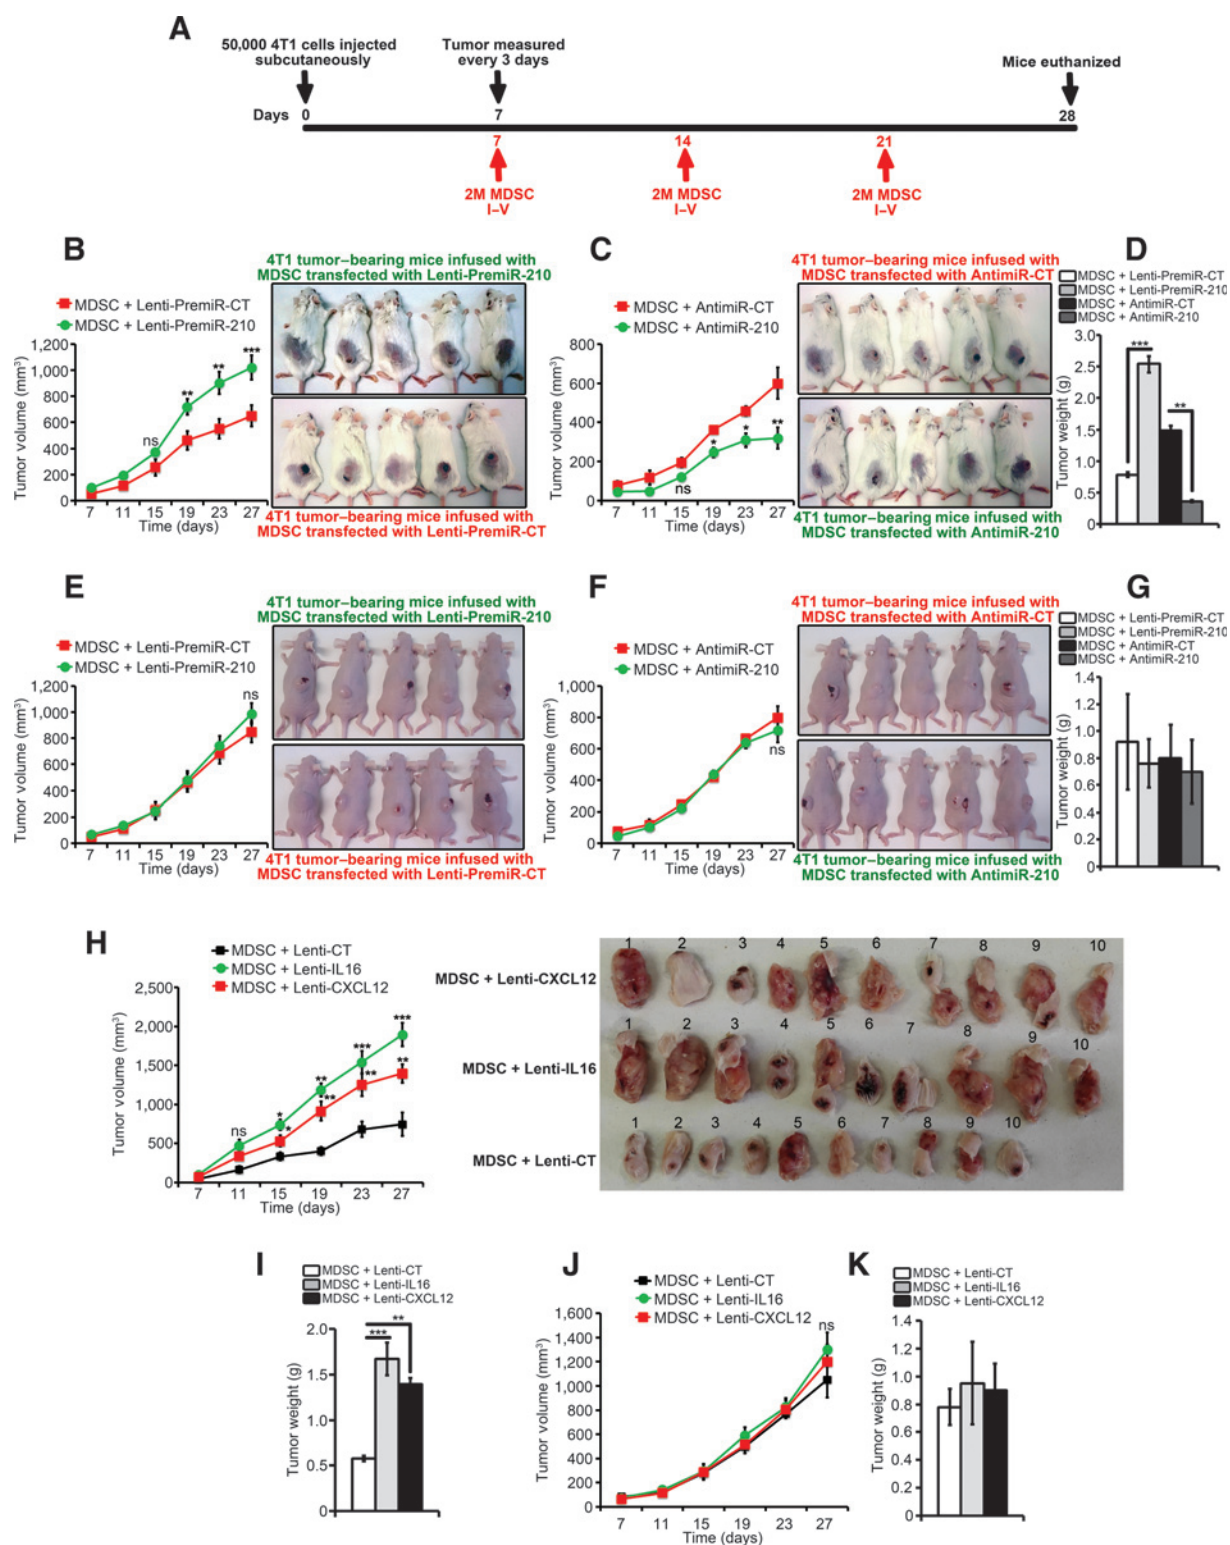 A
50,000 4T1 cells injected
subcutaneously
Tumor measured
every 3 days
Mice euthanized
Days 0 7 28
7 14 21
2M MDSC
I–V
2M MDSC
I–V
2M MDSC
I–V
B
4T1 tumor–bearing mice infused with
MDSC transfected with Lenti-PremiR-210
MDSC + Lenti-PremiR-CT
MDSC + Lenti-PremiR-210
Tumor volume (mm³)
1,200
1,000
800
600
400
200
0
ns ** ** ***
7 11 15 19 23 27
Time (days)
4T1 tumor–bearing mice infused with
MDSC transfected with Lenti-PremiR-CT
C
4T1 tumor–bearing mice infused with
MDSC transfected with AntimiR-CT
MDSC + AntimiR-CT
MDSC + AntimiR-210
Tumor volume (mm³)
800
600
400
200
0
ns * * **
7 11 15 19 23 27
Time (days)
4T1 tumor–bearing mice infused with
MDSC transfected with AntimiR-210
D
MDSC + Lenti-PremiR-CT
MDSC + Lenti-PremiR-210
MDSC + AntimiR-CT
MDSC + AntimiR-210
Tumor weight (g)
3.0
2.5
2.0
1.5
1.0
0.5
0
*** **
E
4T1 tumor–bearing mice infused with
MDSC transfected with Lenti-PremiR-210
MDSC + Lenti-PremiR-CT
MDSC + Lenti-PremiR-210
Tumor volume (mm³)
1,200
1,000
800
600
400
200
0
ns
7 11 15 19 23 27
Time (days)
4T1 tumor–bearing mice infused with
MDSC transfected with Lenti-PremiR-CT
F
4T1 tumor–bearing mice infused with
MDSC transfected with AntimiR-CT
MDSC + AntimiR-CT
MDSC + AntimiR-210
Tumor volume (mm³)
1,000
800
600
400
200
0
ns
7 11 15 19 23 27
Time (days)
4T1 tumor–bearing mice infused with
MDSC transfected with AntimiR-210
G
MDSC + Lenti-PremiR-CT
MDSC + Lenti-PremiR-210
MDSC + AntimiR-CT
MDSC + AntimiR-210
Tumor weight (g)
1.4
1.2
1.0
0.8
0.6
0.4
0.2
0
H
MDSC + Lenti-CT
MDSC + Lenti-IL16
MDSC + Lenti-CXCL12
Tumor volume (mm³)
2,500
2,000
1,500
1,000
500
0
ns * ** *** ***
* ** ** **
7 11 15 19 23 27
Time (days)
1 2 3 4 5 6 7 8 9 10
MDSC + Lenti-CXCL12
1 2 3 4 5 6 7 8 9 10
MDSC + Lenti-IL16
1 2 3 4 5 6 7 8 9 10
MDSC + Lenti-CT
I
MDSC + Lenti-CT
MDSC + Lenti-IL16
MDSC + Lenti-CXCL12
Tumor weight (g)
2.0
1.5
1.0
0.5
0
**
***
J
MDSC + Lenti-CT
MDSC + Lenti-IL16
MDSC + Lenti-CXCL12
Tumor volume (mm³)
1,600
1,400
1,200
1,000
800
600
400
200
0
ns
7 11 15 19 23 27
Time (days)
K
MDSC + Lenti-CT
MDSC + Lenti-IL16
MDSC + Lenti-CXCL12
Tumor weight (g)
1.4
1.2
1.0
0.8
0.6
0.4
0.2
0